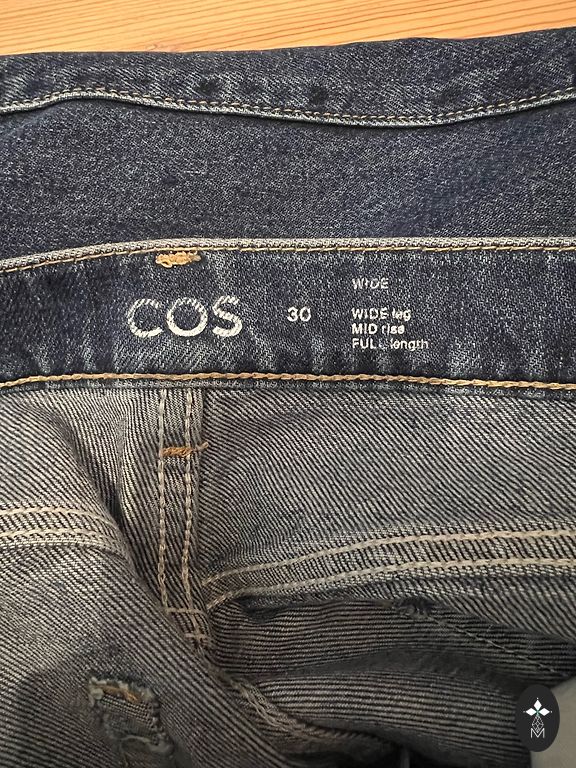 COS
30
WIDE
WIDE leg
MID rise
FULL length